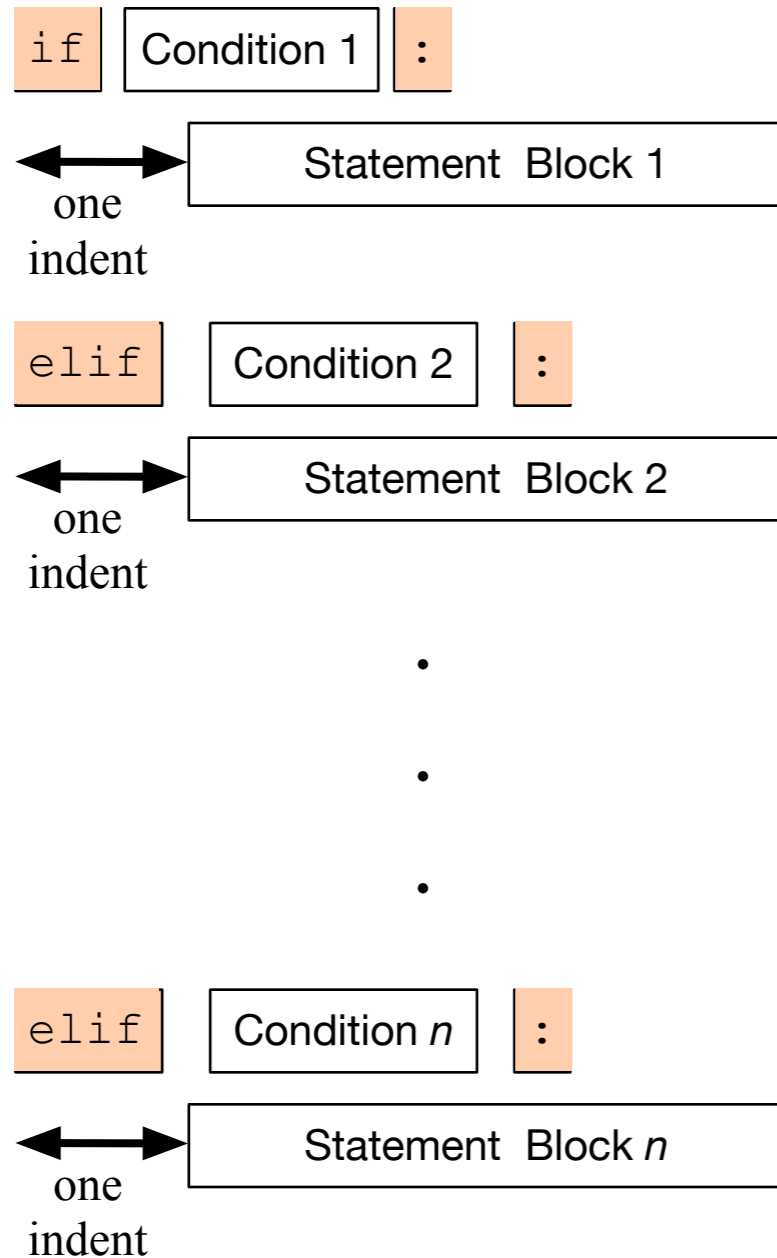 if Condition 1 :
Statement Block 1
one
indent
elif Condition 2 :
Statement Block 2
one
indent
.
.
.
elif Condition n :
Statement Block n
one
indent